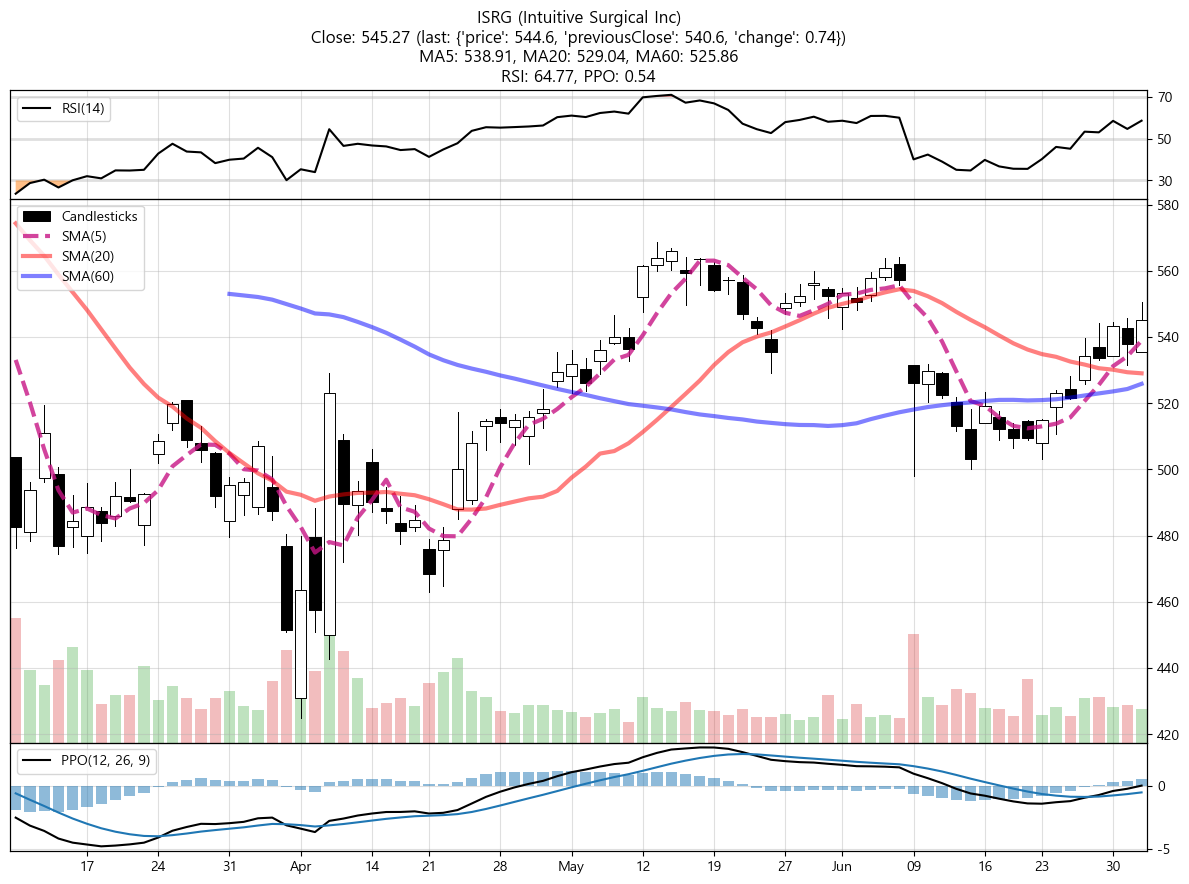 ISRG (Intuitive Surgical Inc)
Close: 545.27 (last: {'price': 544.6, 'previousClose': 540.6, 'change': 0.74})
MA5: 538.91, MA20: 529.04, MA60: 525.86
RSI: 64.77, PPO: 0.54
RSI(14)
70
50
30
Candlesticks
SMA(5)
SMA(20)
SMA(60)
580
560
540
520
500
480
460
440
420
PPO(12, 26, 9)
0
-5
17 24 31 Apr 14 21 28 May 12 19 27 Jun 09 16 23 30